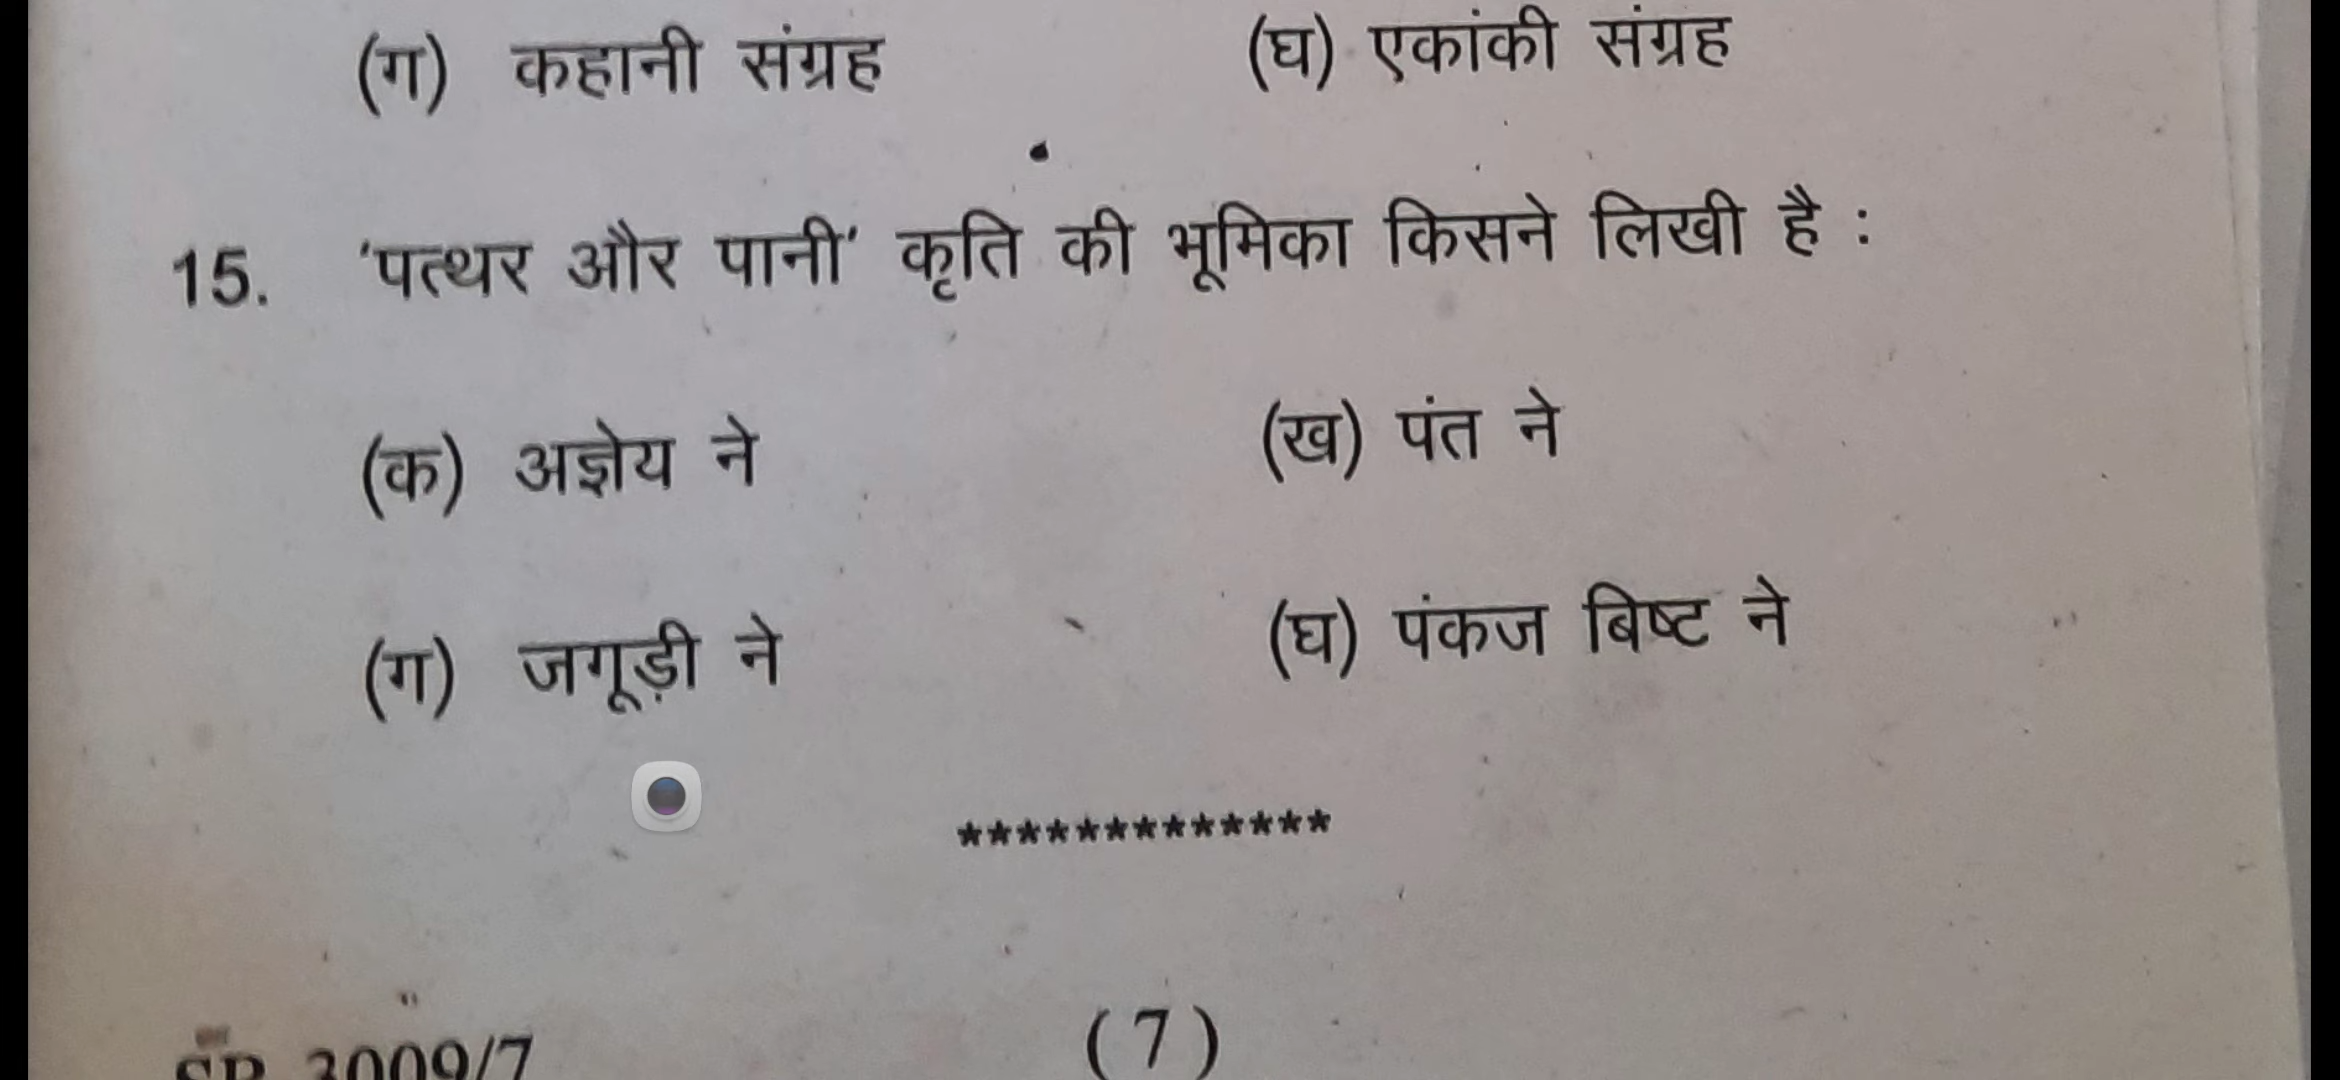 (ग) कहानी संग्रह (घ) एकांकी संग्रह
15. 'पत्थर और पानी' कृति की भूमिका किसने लिखी है :
(क) अज्ञेय ने (ख) पंत ने
(ग) जगूड़ी ने (घ) पंकज बिष्ट ने
*************
(7)